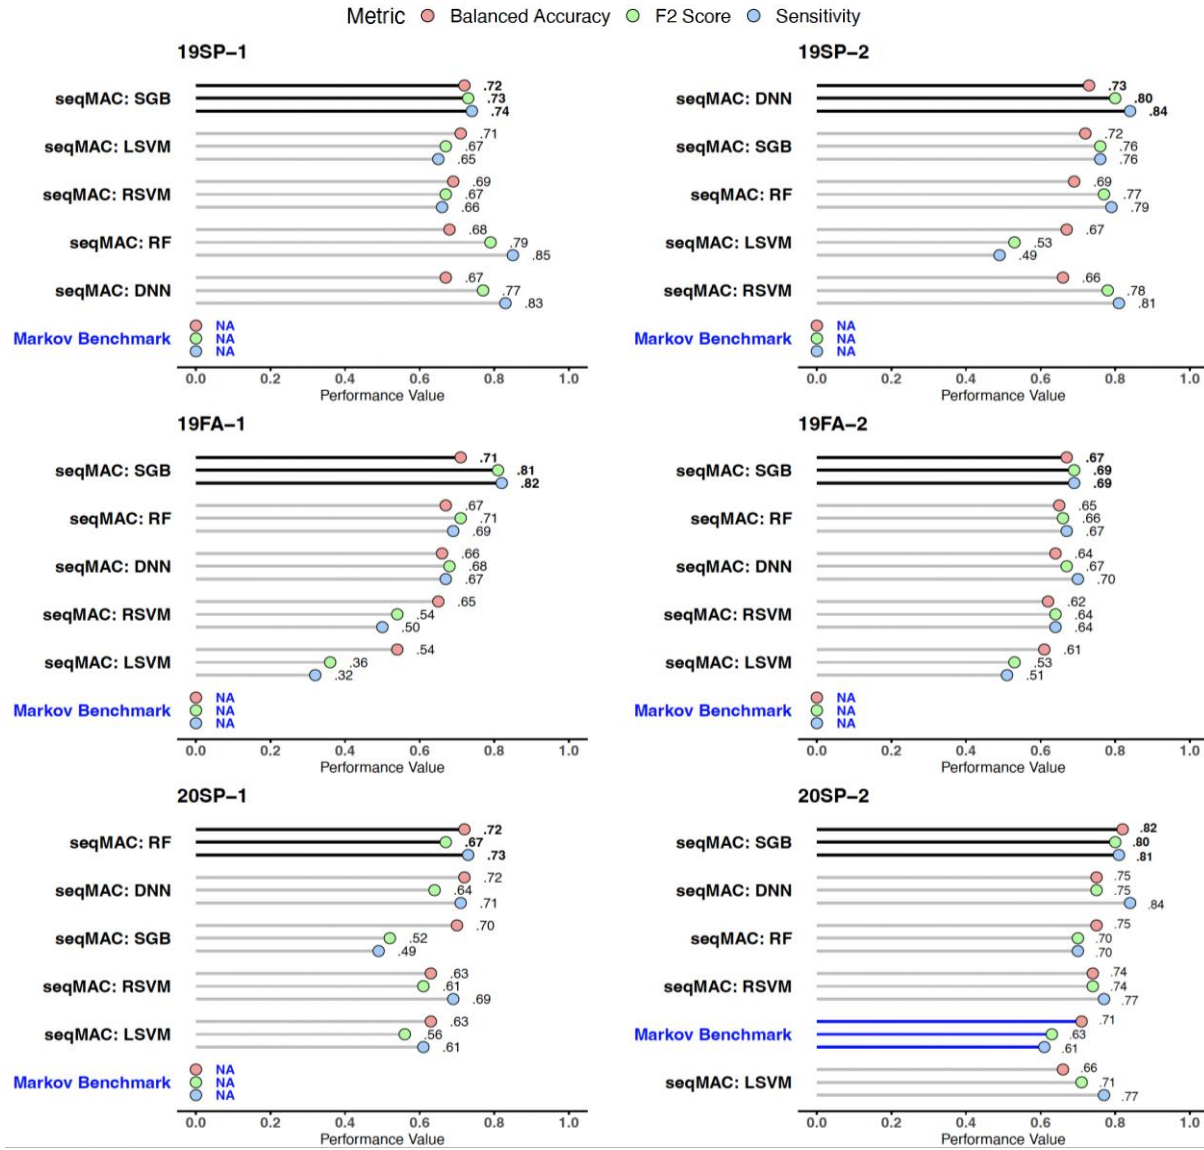 Metric Balanced Accuracy F2 Score Sensitivity
19SP-1
seqMAC: SGB .72 .73 .74
seqMAC: LSVM .71 .67 .65
seqMAC: RSVM .69 .67 .66
seqMAC: RF .68 .79 .85
seqMAC: DNN .67 .77 .83
Markov Benchmark NA NA NA
0.0 0.2 0.4 0.6 0.8 1.0
Performance Value
19SP-2
seqMAC: DNN .73 .80 .84
seqMAC: SGB .72 .76 .76
seqMAC: RF .69 .77 .79
seqMAC: LSVM .67 .53 .49
seqMAC: RSVM .66 .78 .81
Markov Benchmark NA NA NA
0.0 0.2 0.4 0.6 0.8 1.0
Performance Value
19FA-1
seqMAC: SGB .71 .81 .82
seqMAC: RF .67 .71 .69
seqMAC: DNN .66 .68 .67
seqMAC: RSVM .65 .54 .50
seqMAC: LSVM .54 .36 .32
Markov Benchmark NA NA NA
0.0 0.2 0.4 0.6 0.8 1.0
Performance Value
19FA-2
seqMAC: SGB .67 .69 .69
seqMAC: RF .65 .66 .67
seqMAC: DNN .64 .67 .70
seqMAC: RSVM .62 .64 .64
seqMAC: LSVM .61 .53 .51
Markov Benchmark NA NA NA
0.0 0.2 0.4 0.6 0.8 1.0
Performance Value
20SP-1
seqMAC: RF .72 .67 .73
seqMAC: DNN .72 .64 .71
seqMAC: SGB .70 .52 .49
seqMAC: RSVM .63 .61 .69
seqMAC: LSVM .63 .56 .61
Markov Benchmark NA NA NA
0.0 0.2 0.4 0.6 0.8 1.0
Performance Value
20SP-2
seqMAC: SGB .82 .80 .81
seqMAC: DNN .75 .75 .84
seqMAC: RF .75 .70 .70
seqMAC: RSVM .74 .74 .77
Markov Benchmark .71 .63 .61
seqMAC: LSVM .66 .71 .77
0.0 0.2 0.4 0.6 0.8 1.0
Performance Value